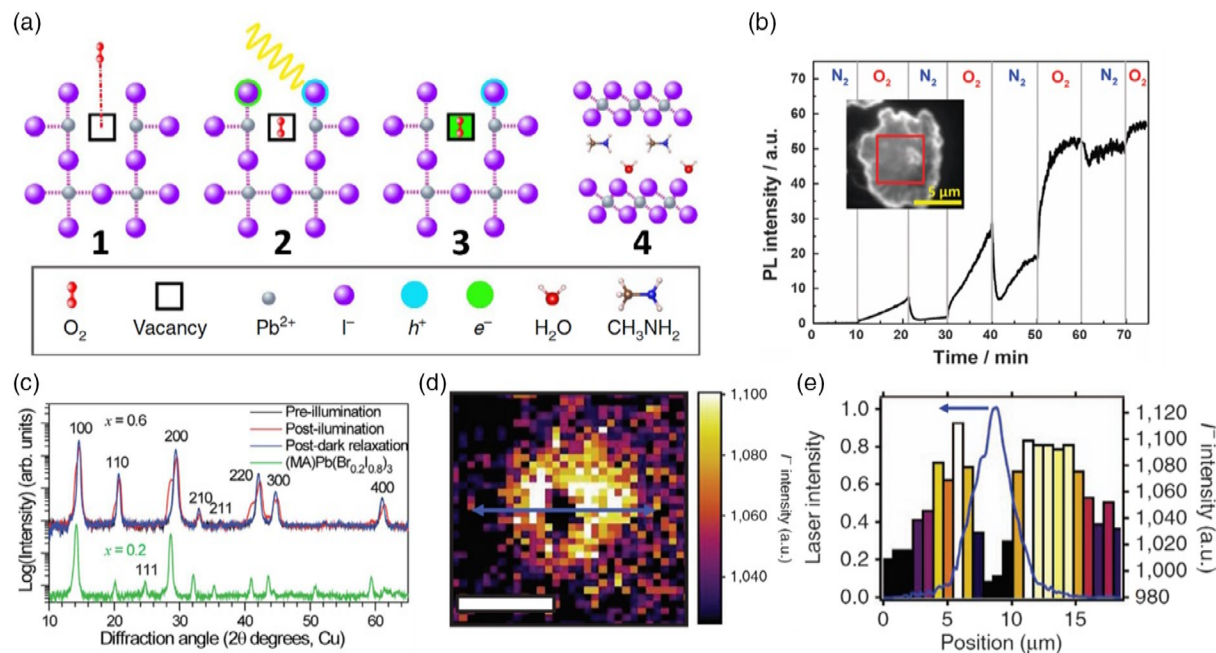 (a)
1 2 3 4
O₂ Vacancy Pb²⁺ I⁻ h⁺ e⁻ H₂O CH₃NH₂
(b)
N₂ O₂ N₂ O₂ N₂ O₂ N₂ O₂
PL intensity / a.u.
75
70
60
50
40
30
20
10
0
5 μm
0 10 20 30 40 50 60 70
Time / min
(c)
Log(Intensity) (arb. units)
100 x = 0.6 200
110 210 211 220 300 400
Pre-illumination
Post-ilumination
Post-dark relaxation
(MA)Pb(Br₀.₂I₀.₈)₃
x = 0.2
111
10 20 30 40 50 60
Diffraction angle (2θ degrees, Cu)
(d)
1,100
1,080
1,060
1,040
I⁻ intensity (a.u.)
(e)
Laser intensity
1.0
0.8
0.6
0.4
0.2
0.0
1,120
1,100
1,080
1,060
1,040
1,020
1,000
980
I⁻ intensity (a.u.)
0 5 10 15
Position (μm)